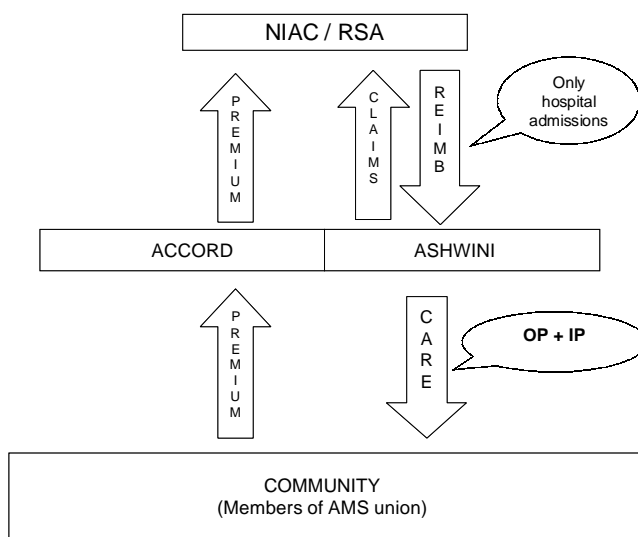 NIAC / RSA
PREMIUM
CLAIMS
REIMB
Only
hospital
admissions
ACCORD
ASHWINI
PREMIUM
CARE
OP + IP
COMMUNITY
(Members of AMS union)